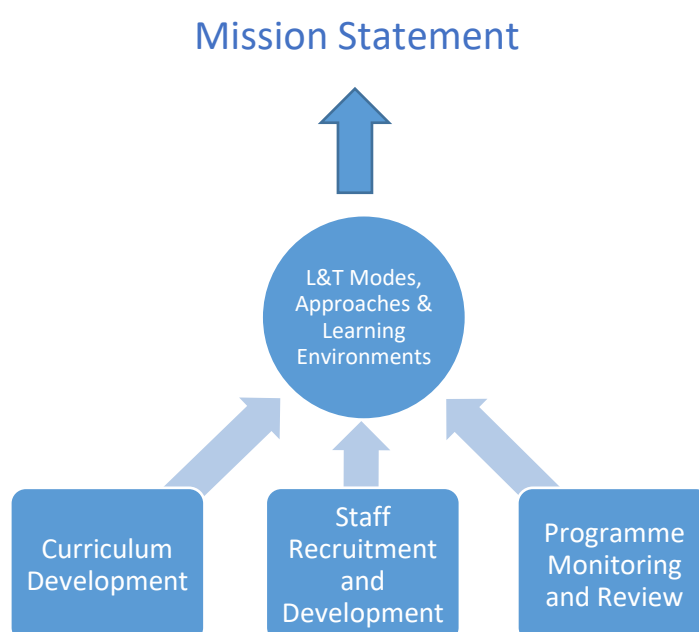 Mission Statement
L&T Modes,
Approaches &
Learning
Environments
Curriculum
Development
Staff
Recruitment
and
Development
Programme
Monitoring
and Review